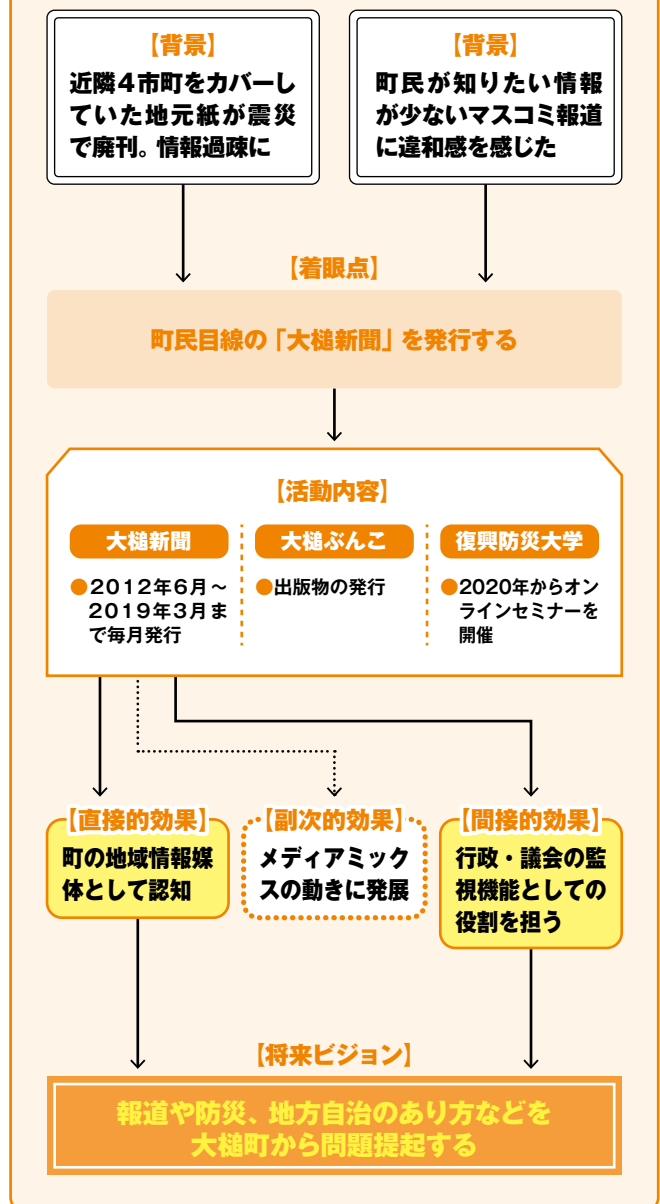 【背景】
近隣4市町をカバーし
ていた地元紙が震災
で廃刊。情報過疎に
【背景】
町民が知りたい情報
が少ないマスコミ報道
に違和感を感じた
【着眼点】
町民目線の「大槌新聞」を発行する
【活動内容】
大槌新聞
●2012年6月～
2019年3月ま
で毎月発行
大槌ぶんこ
●出版物の発行
復興防災大学
●2020年からオン
ラインセミナーを
開催
【直接的効果】
町の地域情報媒
体として認知
【副次的効果】
メディアミック
スの動きに発展
【間接的効果】
行政・議会の監
視機能としての
役割を担う
【将来ビジョン】
報道や防災、地方自治のあり方などを
大槌町から問題提起する